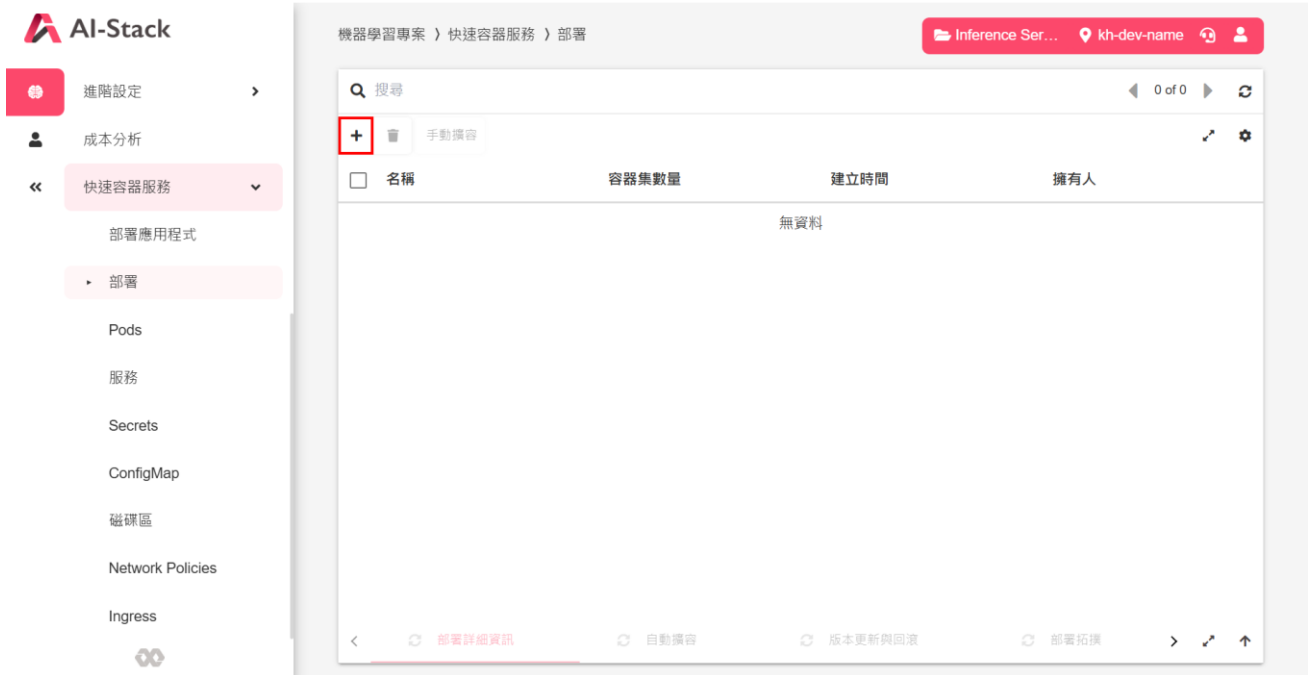 AI-Stack
機器學習專案 ❭ 快速容器服務 ❭ 部署
Inference Ser...
kh-dev-name
進階設定
成本分析
快速容器服務
部署應用程式
部署
Pods
服務
Secrets
ConfigMap
磁碟區
Network Policies
Ingress
搜尋
0 of 0
手動擴容
名稱 容器集數量 建立時間 擁有人
無資料
部署詳細資訊 自動擴容 版本更新與回滾 部署拓撲